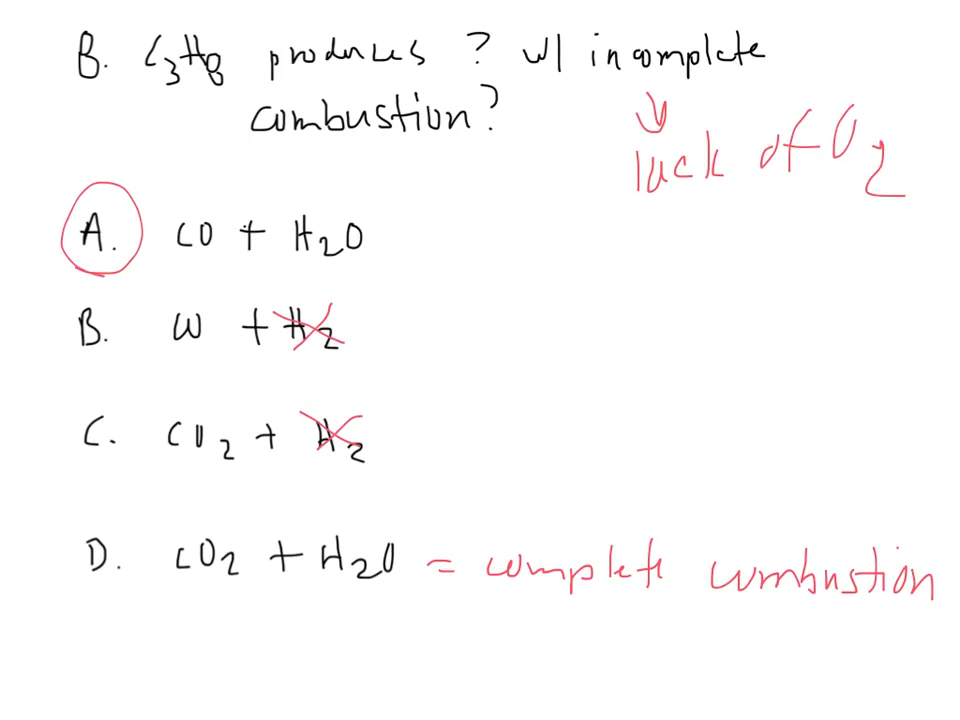 B. C₃H₈ produces ? w/ incomplete
combustion?
↓
lack of O₂
A. CO + H₂O
B. CO + H₂
C. CO₂ + H₂
D. CO₂ + H₂O = complete combustion